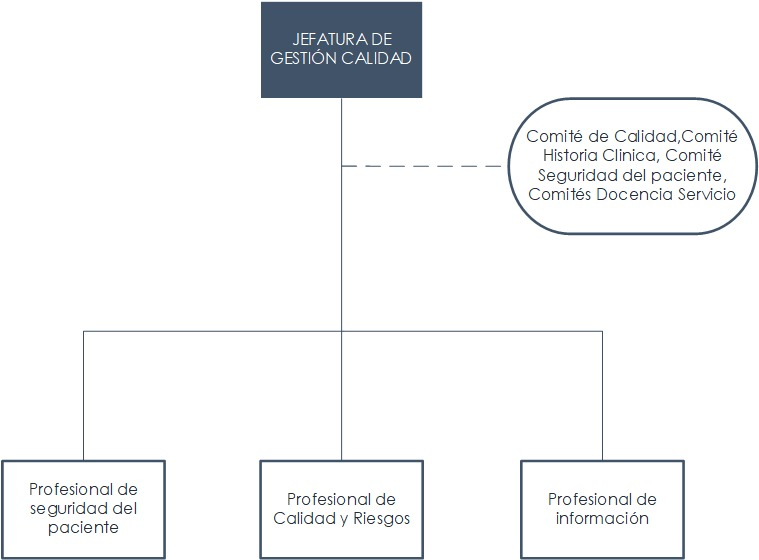 JEFATURA DE
GESTIÓN CALIDAD
Comité de Calidad,Comité
Historia Clinica, Comité
Seguridad del paciente,
Comités Docencia Servicio
Profesional de
seguridad del
paciente
Profesional de
Calidad y Riesgos
Profesional de
información